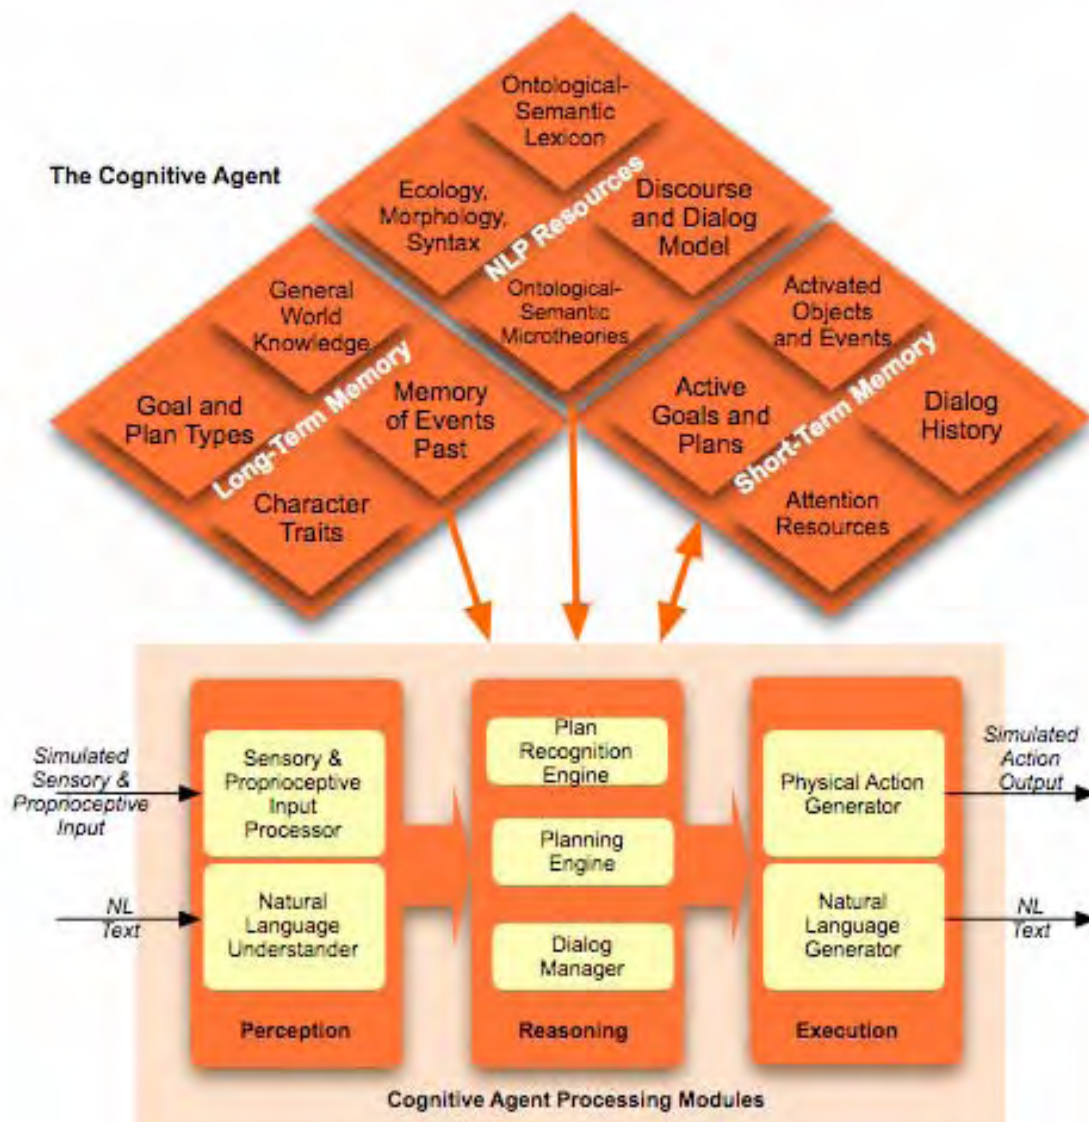 Ontological-
Semantic
Lexicon
The Cognitive Agent
Ecology,
Morphology,
Syntax
NLP Resources
Discourse
and Dialog
Model
Ontological-
Semantic
Microtheories
General
World
Knowledge
Goal and
Plan Types
Long-Term Memory
Memory
of Events
Past
Character
Traits
Activated
Objects
and Events
Active
Goals and
Plans
Short-Term Memory
Dialog
History
Attention
Resources
Simulated
Sensory &
Proprioceptive
Input
NL
Text
Sensory &
Proprioceptive
Input
Processor
Natural
Language
Understander
Perception
Plan
Recognition
Engine
Planning
Engine
Dialog
Manager
Reasoning
Physical Action
Generator
Natural
Language
Generator
Execution
Simulated
Action
Output
NL
Text
Cognitive Agent Processing Modules